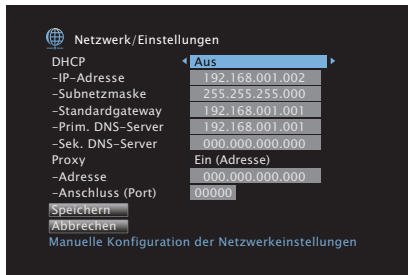 Netzwerk/Einstellungen
DHCP Aus
-IP-Adresse 192.168.001.002
-Subnetzmaske 255.255.255.000
-Standardgateway 192.168.001.001
-Prim. DNS-Server 192.168.001.001
-Sek. DNS-Server 000.000.000.000
Proxy Ein (Adresse)
-Adresse 000.000.000.000
-Anschluss (Port) 00000
Speichern
Abbrechen
Manuelle Konfiguration der Netzwerkeinstellungen